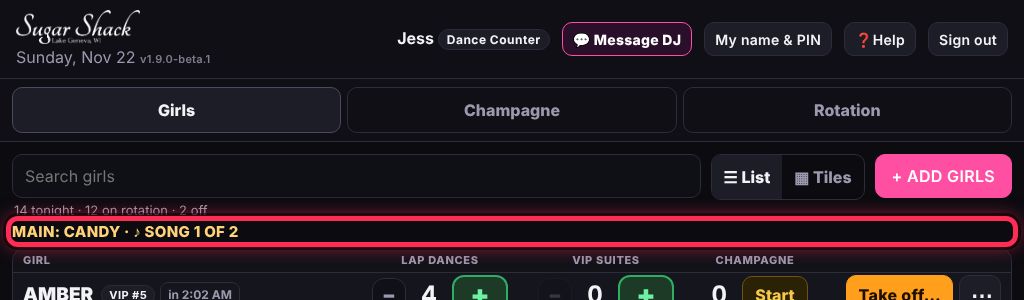 Sugar Shack
Lake Geneva, WI
Sunday, Nov 22 v1.9.0-beta.1
Jess Dance Counter 💬 Message DJ My name & PIN ❓Help Sign out
Girls Champagne Rotation
Search girls ☰ List ▦ Tiles + ADD GIRLS
14 tonight · 12 on rotation · 2 off
MAIN: CANDY · ♪ SONG 1 OF 2
GIRL LAP DANCES VIP SUITES CHAMPAGNE
AMBER VIP #5 in 2:02 AM − 4 + − 0 + 0 Start Take off... ...